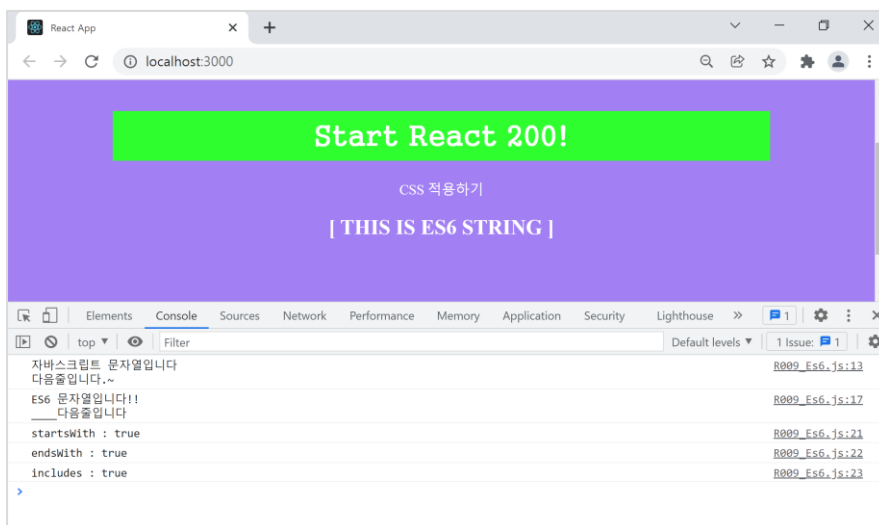 React App
localhost:3000
Start React 200!
CSS 적용하기
[ THIS IS ES6 STRING ]
Elements Console Sources Network Performance Memory Application Security Lighthouse » 1
top ▼ Filter Default levels ▼ 1 Issue: 1
자바스크립트 문자열입니다 R009_Es6.js:13
다음줄입니다.~
ES6 문자열입니다!! R009_Es6.js:17
____다음줄입니다
startsWith : true R009_Es6.js:21
endsWith : true R009_Es6.js:22
includes : true R009_Es6.js:23